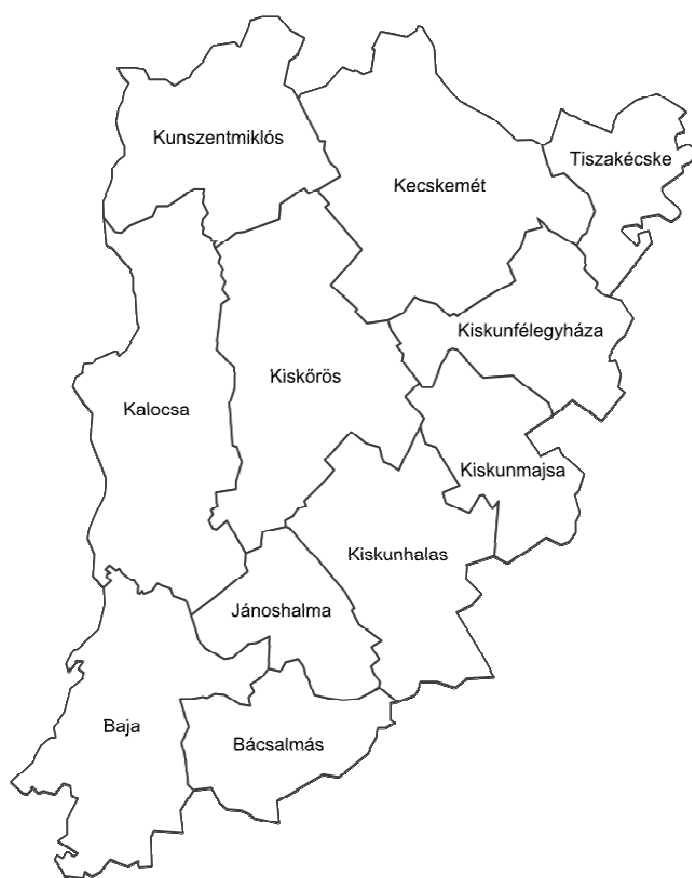 Kunszentmiklós
Tiszakécske
Kecskemét
Kiskunfélegyháza
Kiskőrös
Kalocsa
Kiskunmajsa
Kiskunhalas
Jánoshalma
Baja
Bácsalmás